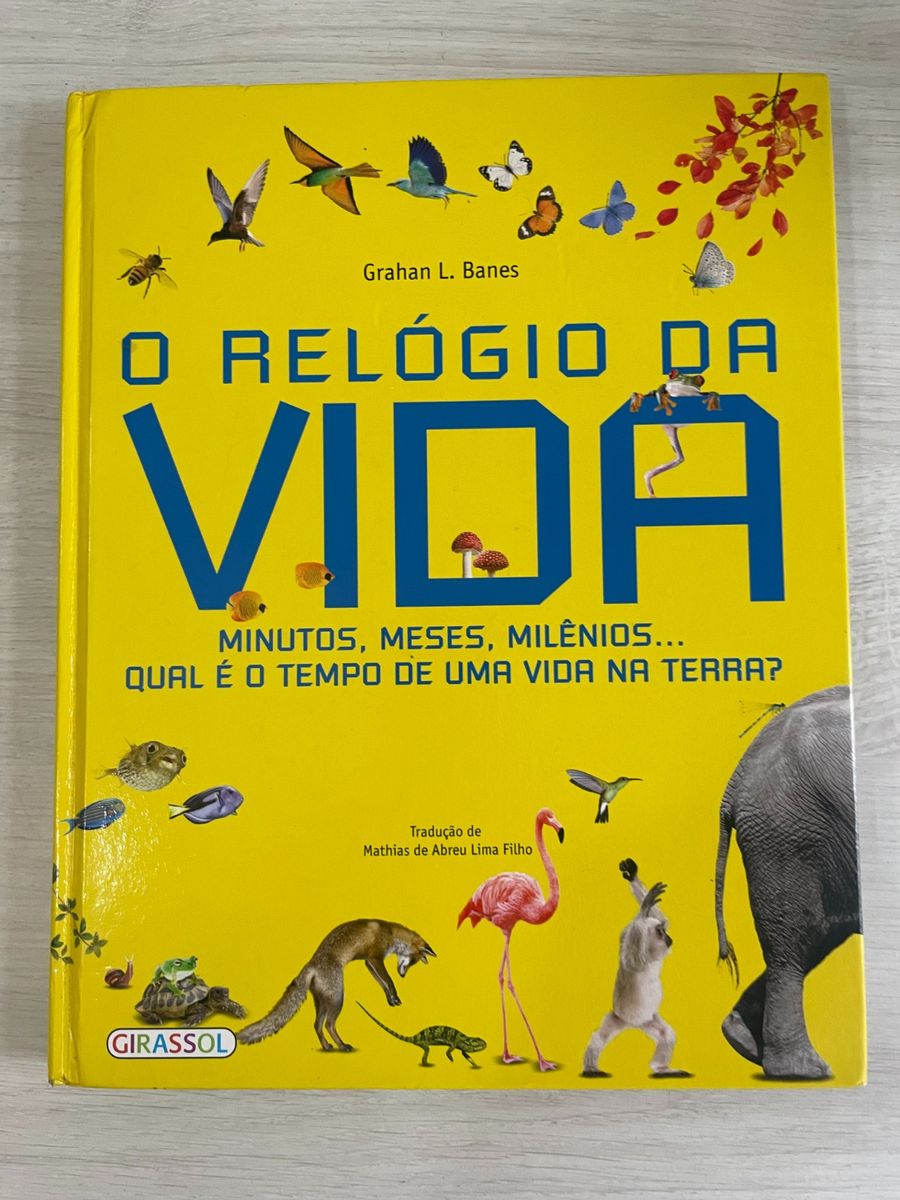 Grahan L. Banes
O RELÓGIO DA
VIDA
MINUTOS, MESES, MILÊNIOS...
QUAL É O TEMPO DE UMA VIDA NA TERRA?
Tradução de
Mathias de Abreu Lima Filho
GIRASSOL